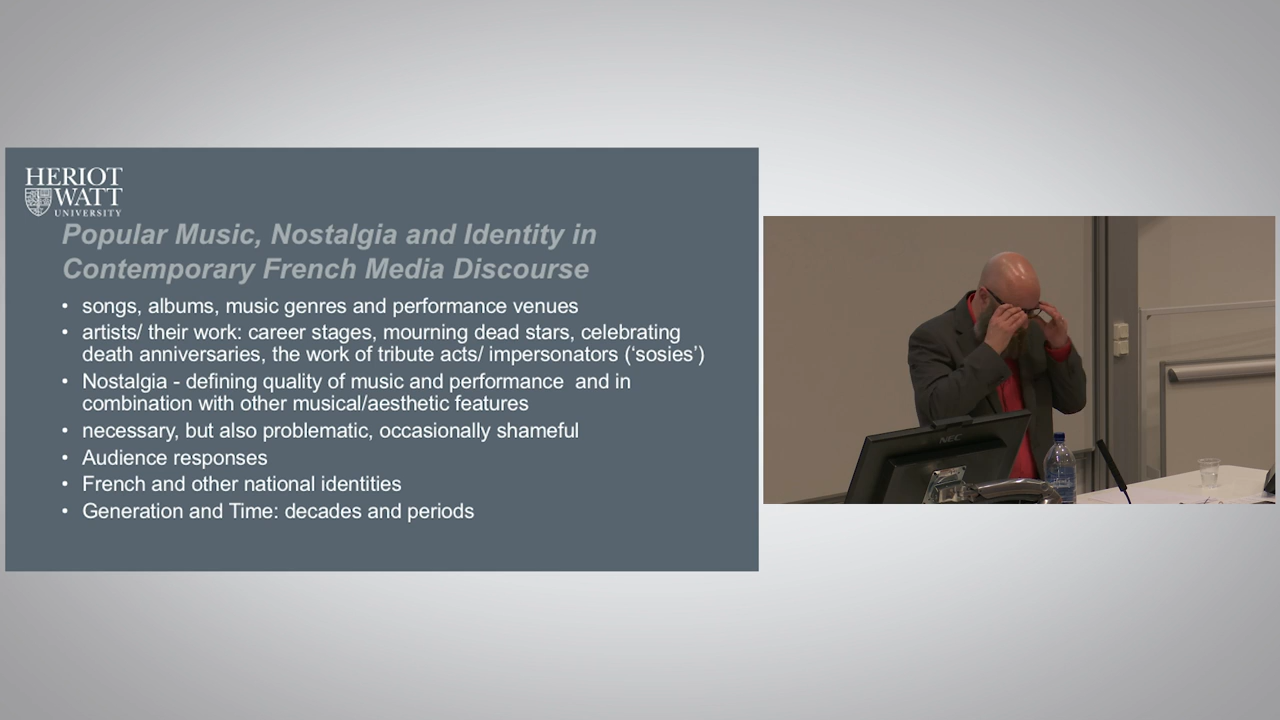 HERIOT
WATT
UNIVERSITY
Popular Music, Nostalgia and Identity in
Contemporary French Media Discourse
• songs, albums, music genres and performance venues
• artists/ their work: career stages, mourning dead stars, celebrating
death anniversaries, the work of tribute acts/ impersonators (‘sosies’)
• Nostalgia - defining quality of music and performance  and in
combination with other musical/aesthetic features
• necessary, but also problematic, occasionally shameful
• Audience responses
• French and other national identities
• Generation and Time: decades and periods
NEC